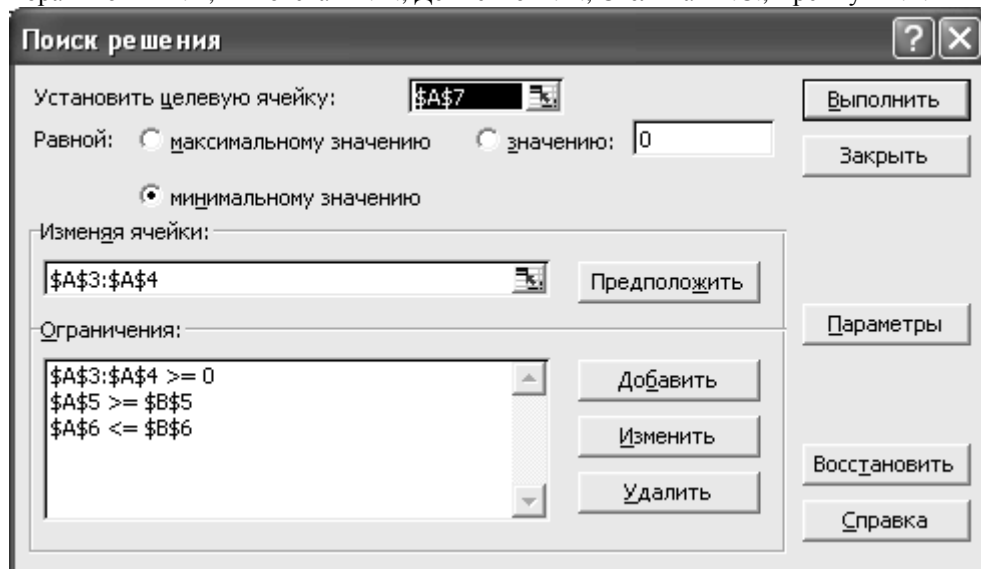 Поиск решения
Установить целевую ячейку: $A$7 Выполнить
Равной: максимальному значению значению: 0 Закрыть
минимальному значению
Изменяя ячейки:
$A$3:$A$4 Предположить
Ограничения: Параметры
$A$3:$A$4 >= 0 Добавить
$A$5 >= $B$5
$A$6 <= $B$6 Изменить
Восстановить
Удалить
Справка